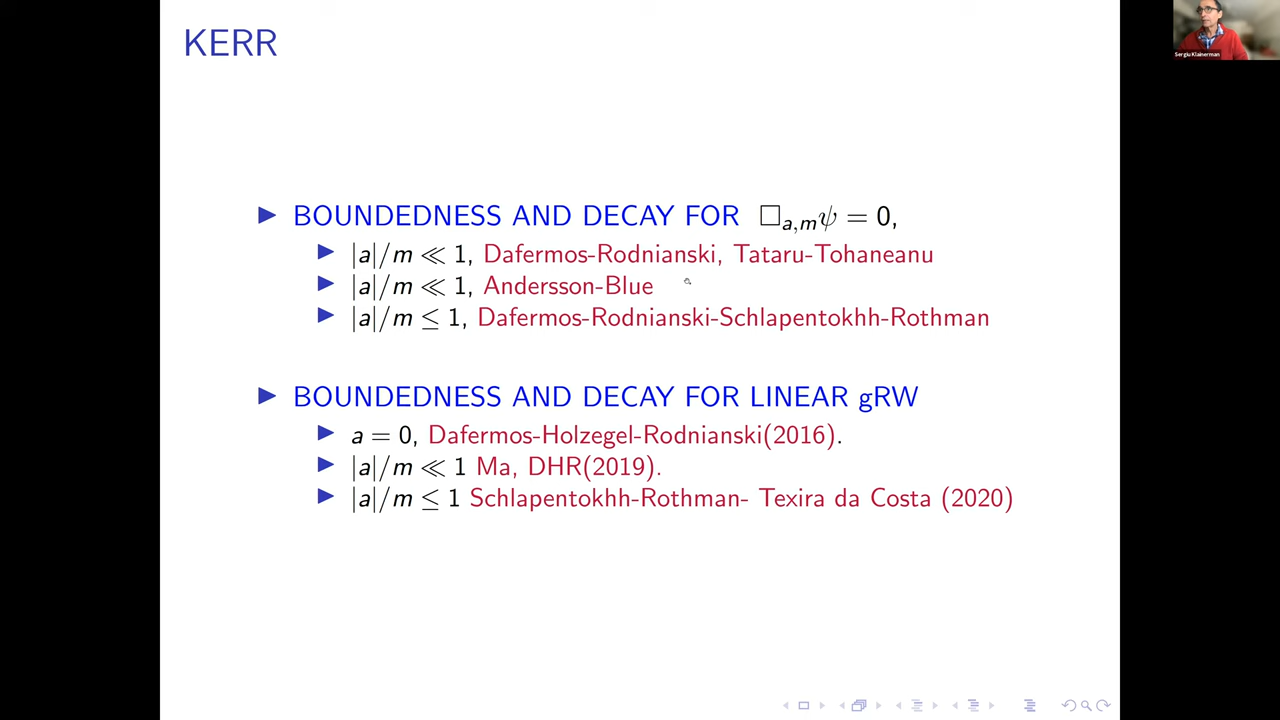 KERR
Sergiu Klainerman
▶ BOUNDEDNESS AND DECAY FOR □a,mψ = 0,
▶ |a|/m ≪ 1, Dafermos-Rodnianski, Tataru-Tohaneanu
▶ |a|/m ≪ 1, Andersson-Blue
▶ |a|/m ≤ 1, Dafermos-Rodnianski-Schlapentokhh-Rothman
▶ BOUNDEDNESS AND DECAY FOR LINEAR gRW
▶ a = 0, Dafermos-Holzegel-Rodnianski(2016).
▶ |a|/m ≪ 1 Ma, DHR(2019).
▶ |a|/m ≤ 1 Schlapentokhh-Rothman- Texira da Costa (2020)